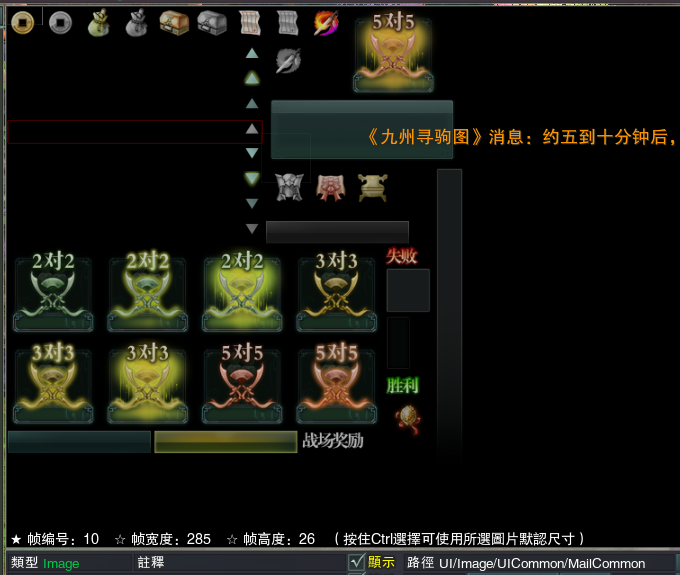 5对5
《九州寻驹图》消息：约五到十分钟后，
2对2 2对2 2对2 3对3 失败
3对3 3对3 5对5 5对5 胜利
战场奖励
★ 帧编号：10 ☆ 帧宽度：285 ☆ 帧高度：26 （按住Ctrl選擇可使用所選圖片默認尺寸）
類型 Image 註釋 顯示 路徑 UI/Image/UICommon/MailCommon